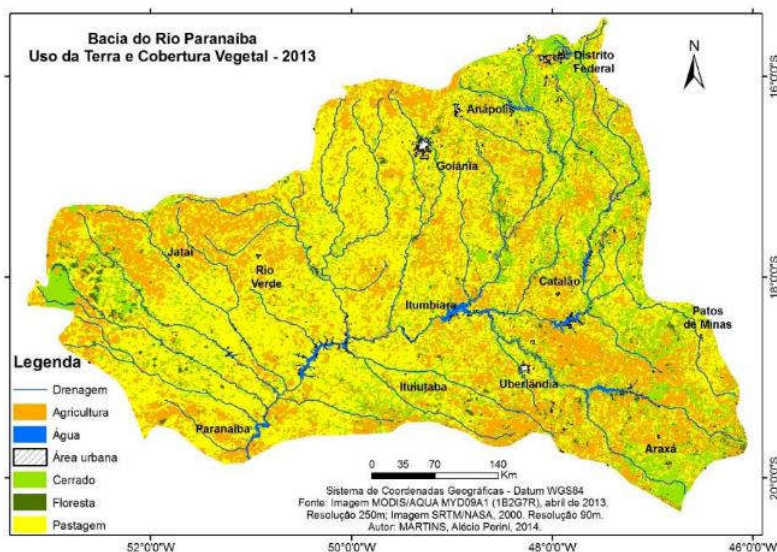 Bacia do Rio Paranaíba
Uso da Terra e Cobertura Vegetal - 2013
N
Distrito
Federal
Anápolis
Goiânia
Jataí
Rio
Verde
Catalão
Itumbiara
Patos
de Minas
Ituiutaba
Uberlândia
Paranaíba
Araxá
Legenda
Drenagem
Agricultura
Água
Área urbana
Cerrado
Floresta
Pastagem
0 35 70 140
Km
Sistema de Coordenadas Geográficas - Datum WGS84
Fonte: Imagem MODIS/AQUA MYD09A1 (1B2G7R), abril de 2013.
Resolução 250m; Imagem SRTM/NASA, 2000. Resolução 90m.
Autor: MARTINS, Alécio Perini, 2014.
16°0'0"S
18°0'0"S
20°0'0"S
52°0'0"W 50°0'0"W 48°0'0"W 46°0'0"W